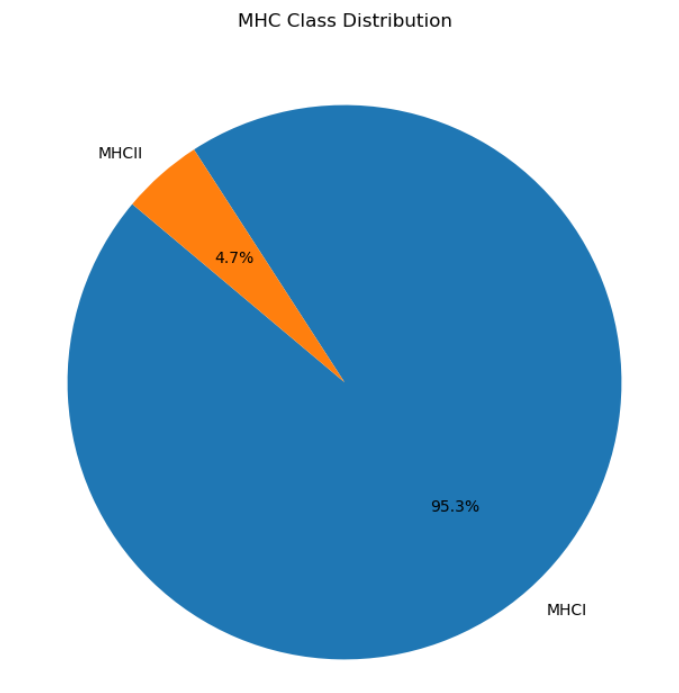 MHC Class Distribution
MHCII
4.7%
95.3%
MHCI